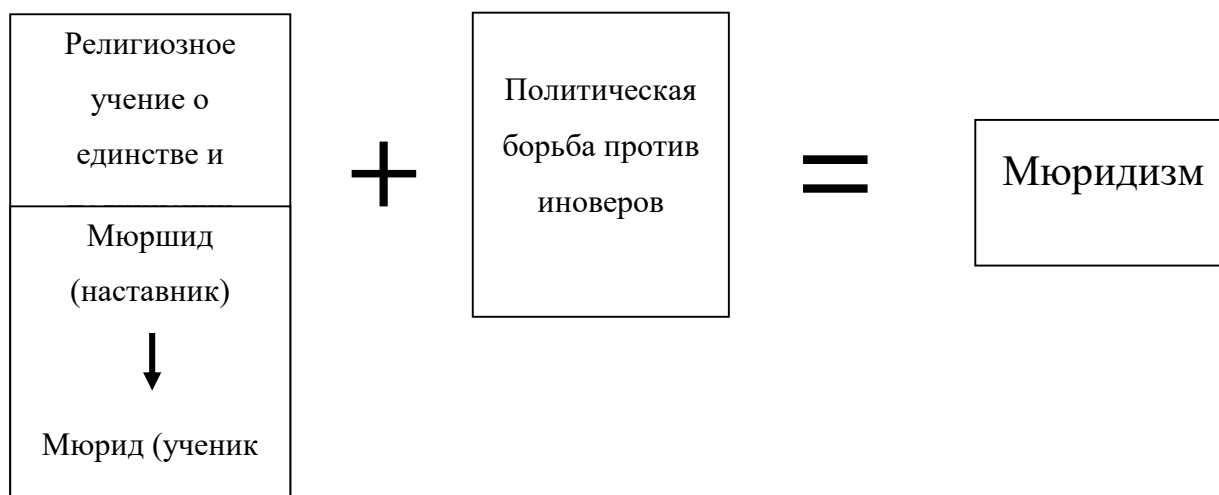 Религиозное
учение о
единстве и
Мюршид
(наставник)
Мюрид (ученик
+
Политическая
борьба против
иноверов
=
Мюридизм